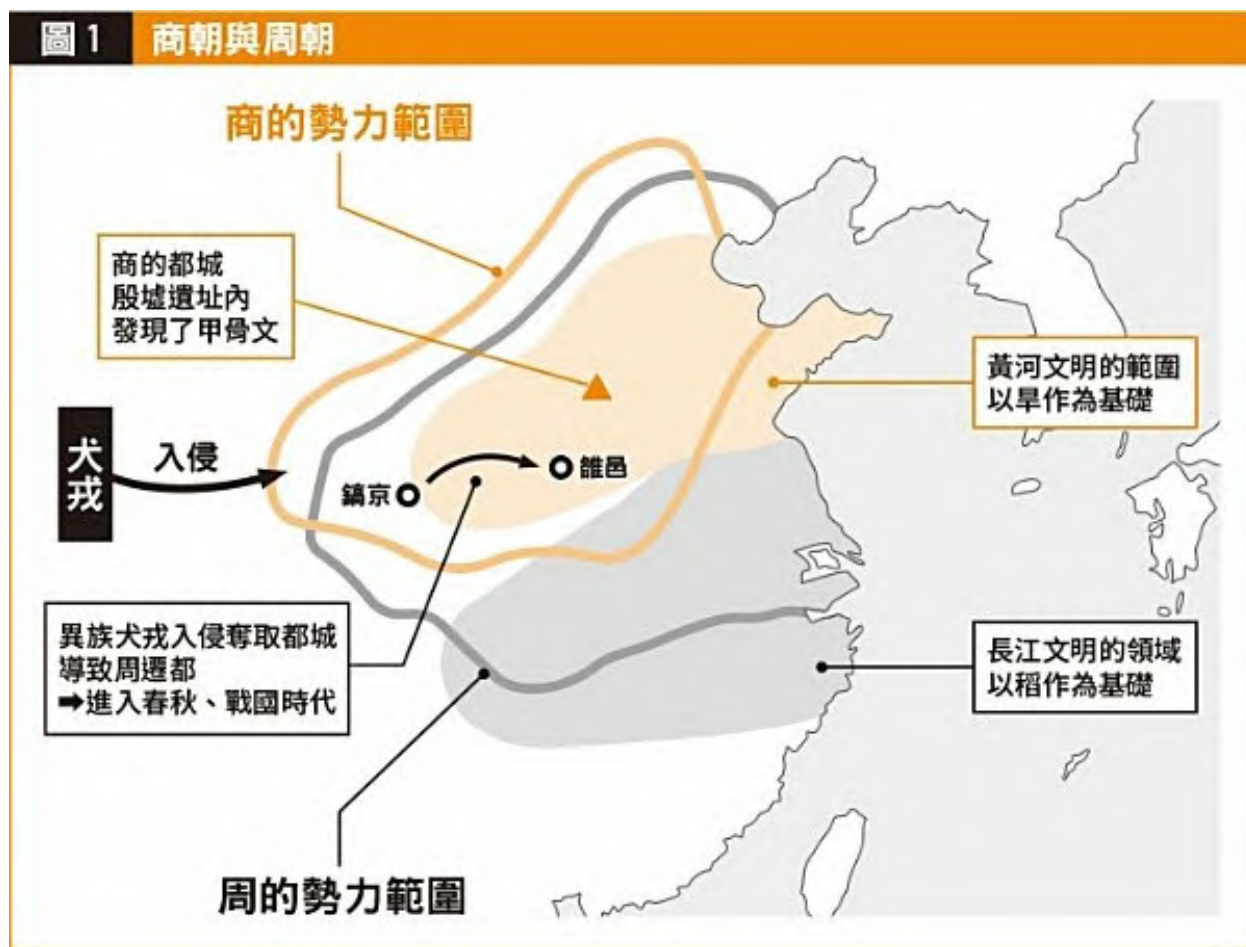 圖1 商朝與周朝
商的勢力範圍
商的都城
殷墟遺址內
發現了甲骨文
黃河文明的範圍
以旱作為基礎
犬戎
入侵
鎬京
雒邑
異族犬戎入侵奪取都城
導致周遷都
➡進入春秋、戰國時代
長江文明的領域
以稻作為基礎
周的勢力範圍